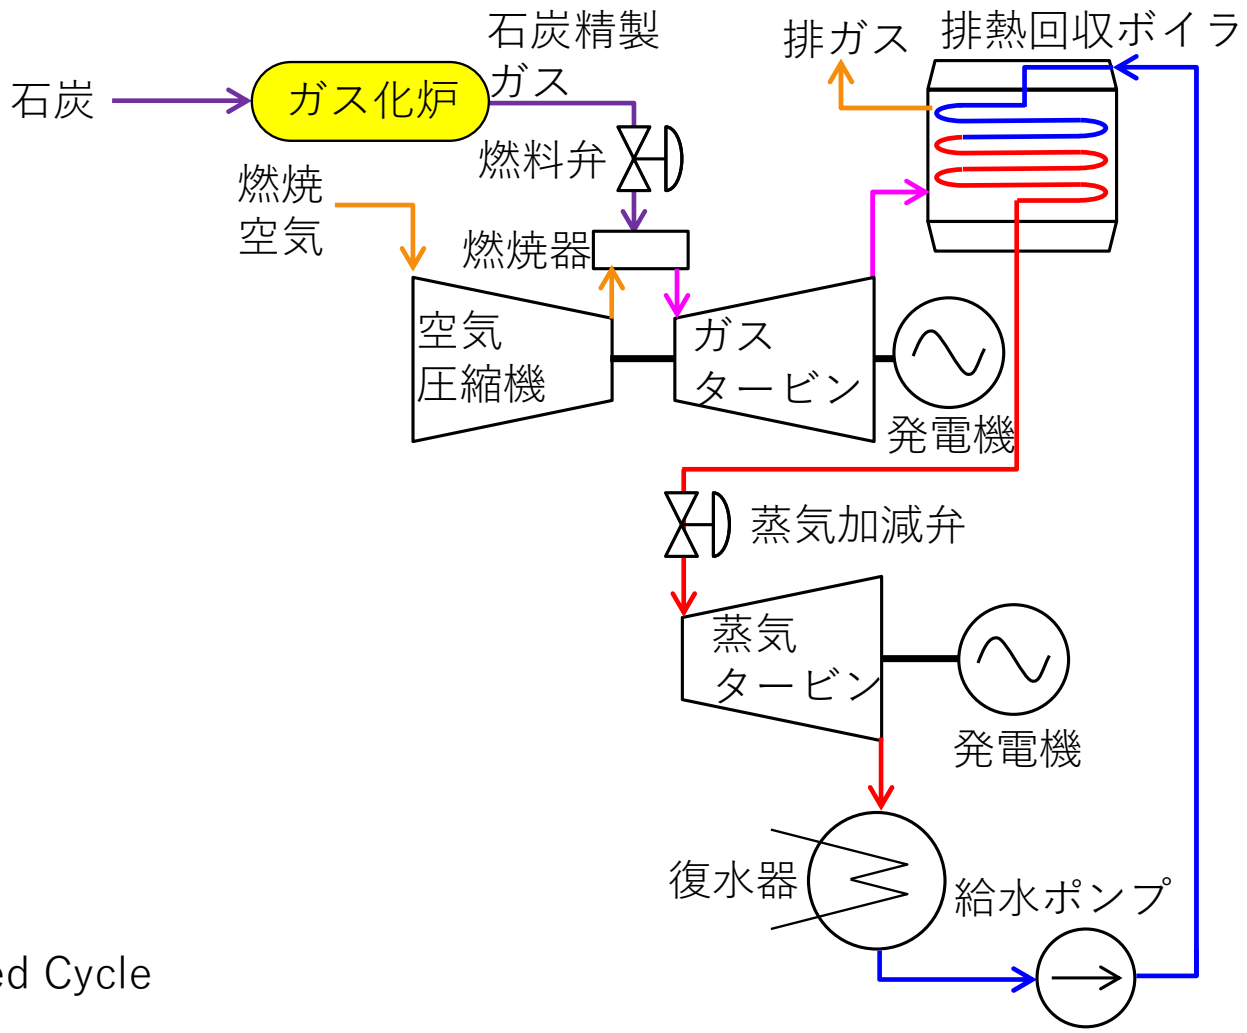 石炭精製
ガス
排ガス
排熱回収ボイラ
石炭
ガス化炉
燃料弁
燃焼
空気
燃焼器
空気
圧縮機
ガス
タービン
発電機
蒸気加減弁
蒸気
タービン
発電機
復水器
給水ポンプ
ed Cycle